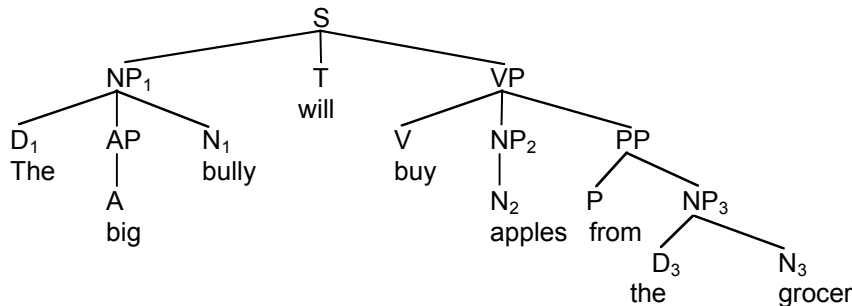 S
NP₁ T VP
will
D₁ AP N₁ V NP₂ PP
The bully buy
A N₂ P NP₃
big apples from
D₃ N₃
the grocer